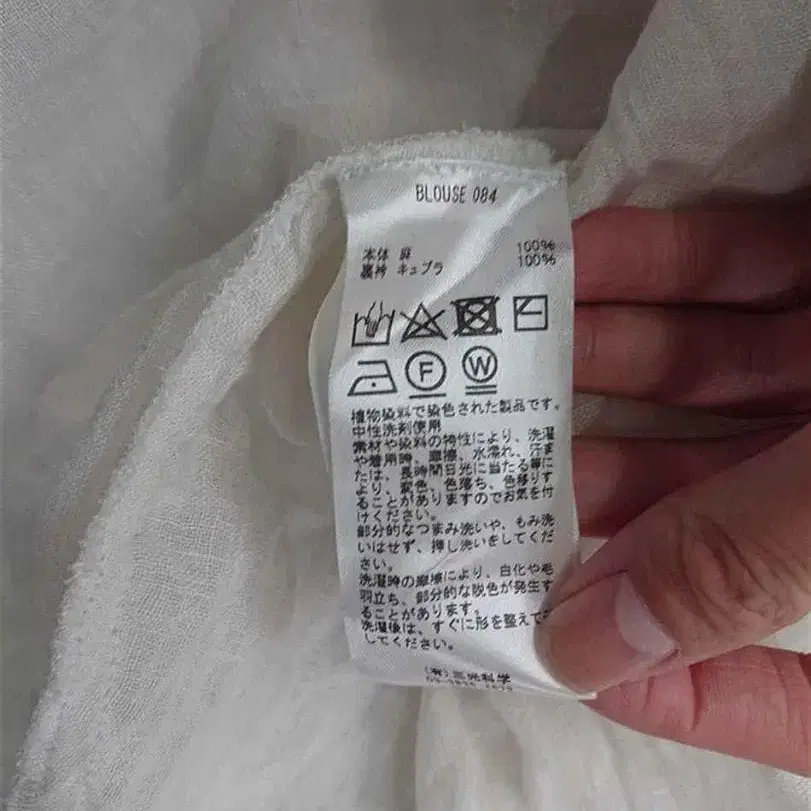 BLOUSE 084
本体 麻 100%
裏衿 キュプラ 100%
F W
植物染料で染色された製品です。
中性洗剤使用
素材や染料の特性により、洗濯
や着用時、摩擦、水濡れ、汗ま
たは、長時間日光に当たる等に
より、変色、色落ち、色移りす
ることがありますのでお気を付
けください。
部分的なつまみ洗いや、もみ洗
いはせず、押し洗いをしてくだ
さい。
洗濯時の摩擦により、白化や毛
羽立ち、部分的な脱色が発生す
ることがあります。
洗濯後は、すぐに形を整えて
してください。
(有)三光科学